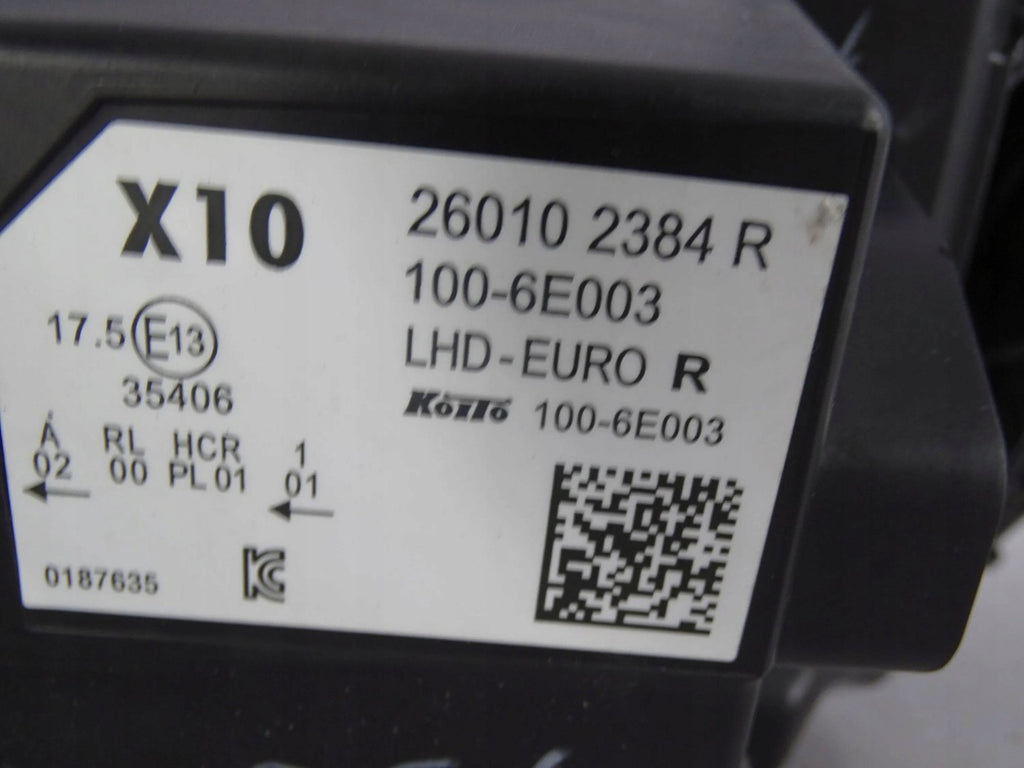 X10
26010 2384 R
100-6E003
LHD-EURO R
KOITO 100-6E003
17.5 E13
35406
A RL HCR 1
02 00 PL 01 01
0187635
KC